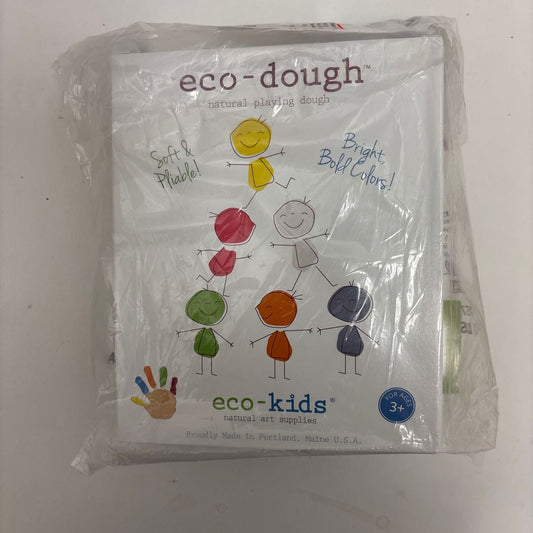 eco-dough™
natural playing dough
Soft &
Pliable!
Bright,
Bold Colors!
eco-kids®
natural art supplies
FOR AGES
3+
Proudly Made in Portland, Maine U.S.A.